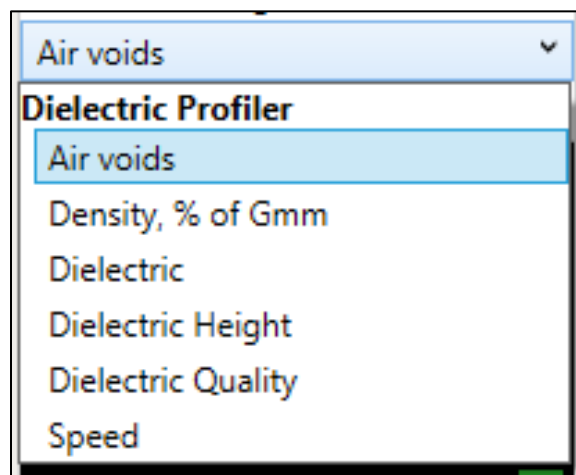 Air voids
Dielectric Profiler
Air voids
Density, % of Gmm
Dielectric
Dielectric Height
Dielectric Quality
Speed